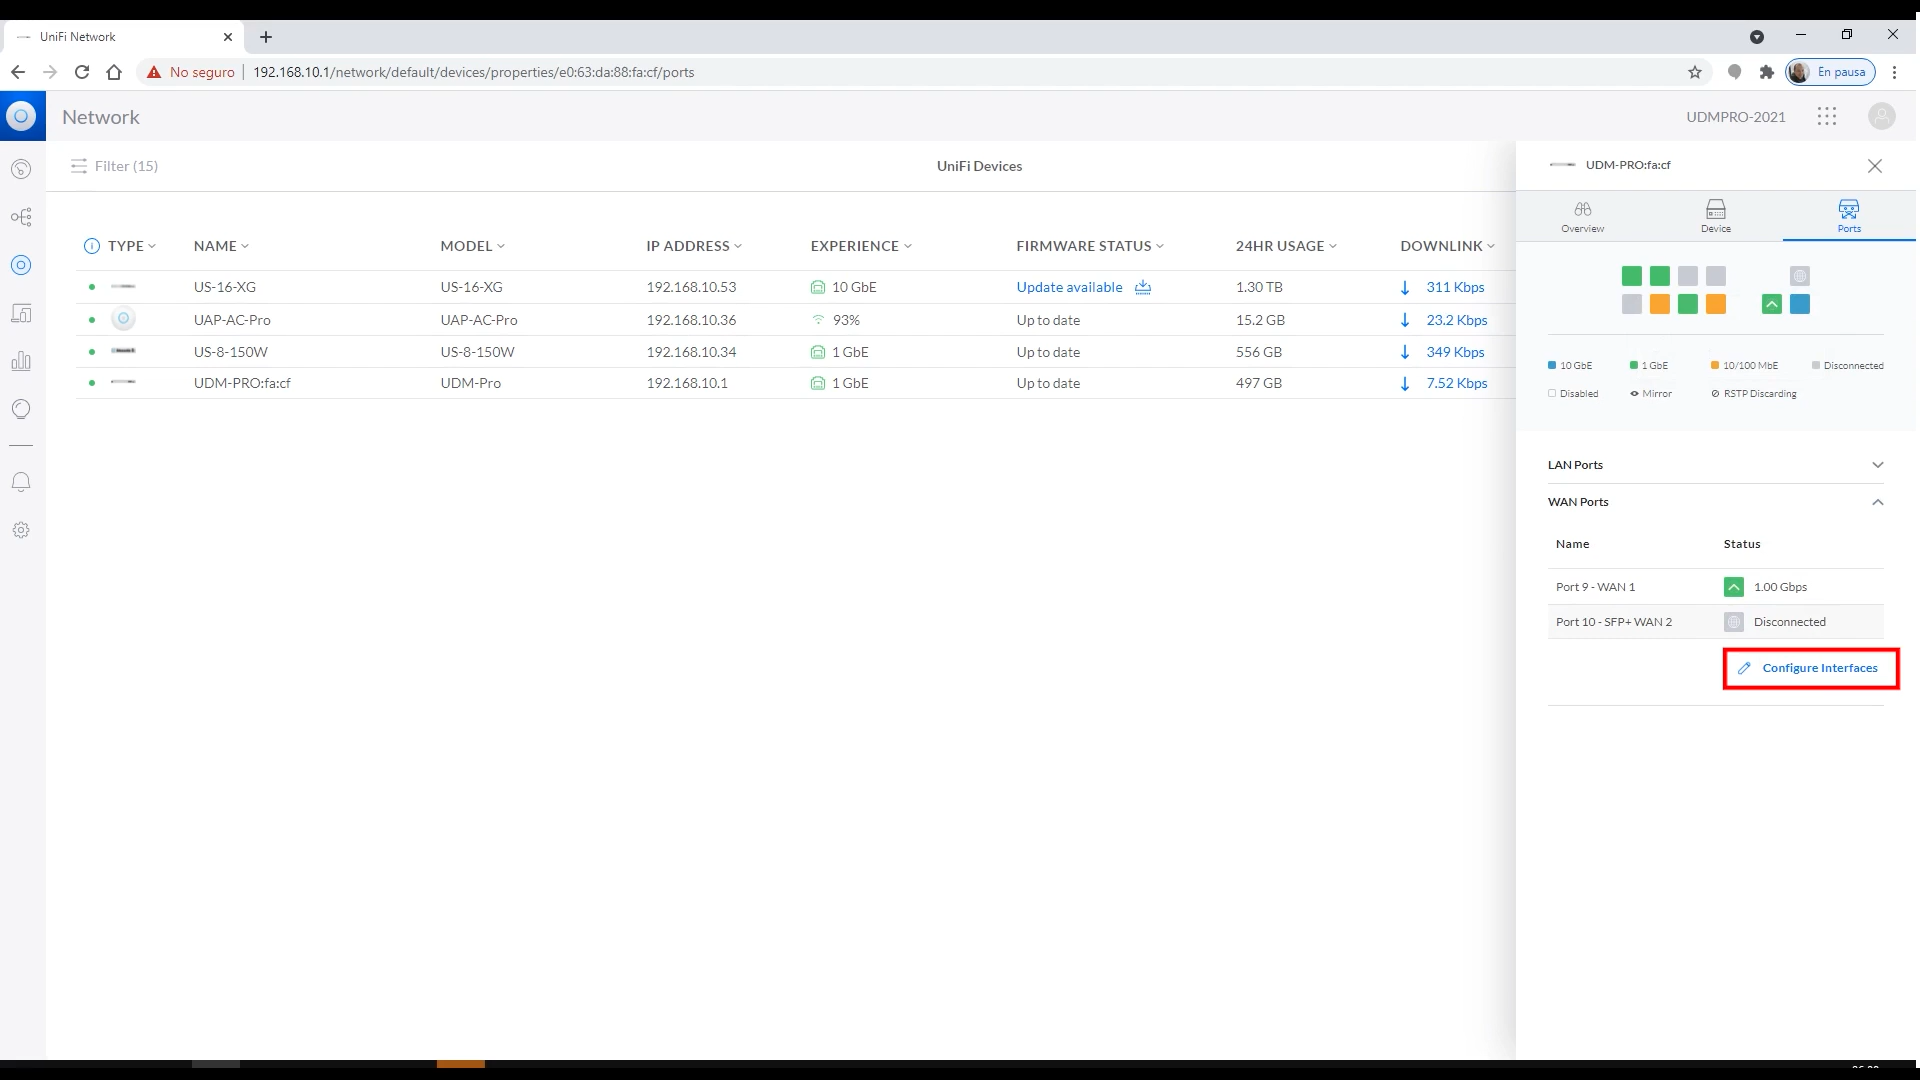 UniFi Network
No seguro
192.168.10.1/network/default/devices/properties/e0:63:da:88:fa:cf/ports
En pausa
Network
UDMPRO-2021
Filter (15)
UniFi Devices
TYPE NAME MODEL IP ADDRESS EXPERIENCE FIRMWARE STATUS 24HR USAGE DOWNLINK
US-16-XG US-16-XG 192.168.10.53 10 GbE Update available 1.30 TB 311 Kbps
UAP-AC-Pro UAP-AC-Pro 192.168.10.36 93% Up to date 15.2 GB 23.2 Kbps
US-8-150W US-8-150W 192.168.10.34 1 GbE Up to date 556 GB 349 Kbps
UDM-PRO:fa:cf UDM-Pro 192.168.10.1 1 GbE Up to date 497 GB 7.52 Kbps
UDM-PRO:fa:cf
Overview Device Ports
10 GbE 1 GbE 10/100 MbE Disconnected
Disabled Mirror RSTP Discarding
LAN Ports
WAN Ports
Name Status
Port 9 - WAN 1 1.00 Gbps
Port 10 - SFP+ WAN 2 Disconnected
Configure Interfaces